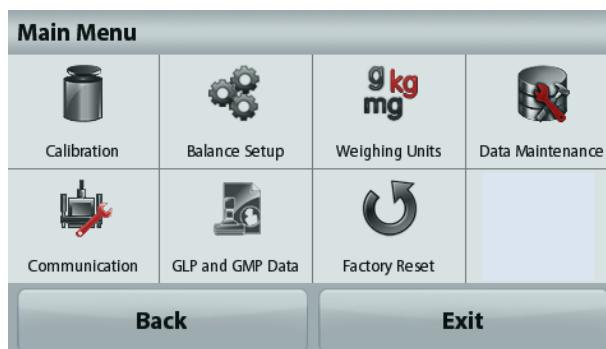 Main Menu
g kg
mg
Calibration
Balance Setup
Weighing Units
Data Maintenance
Communication
GLP and GMP Data
Factory Reset
Back
Exit